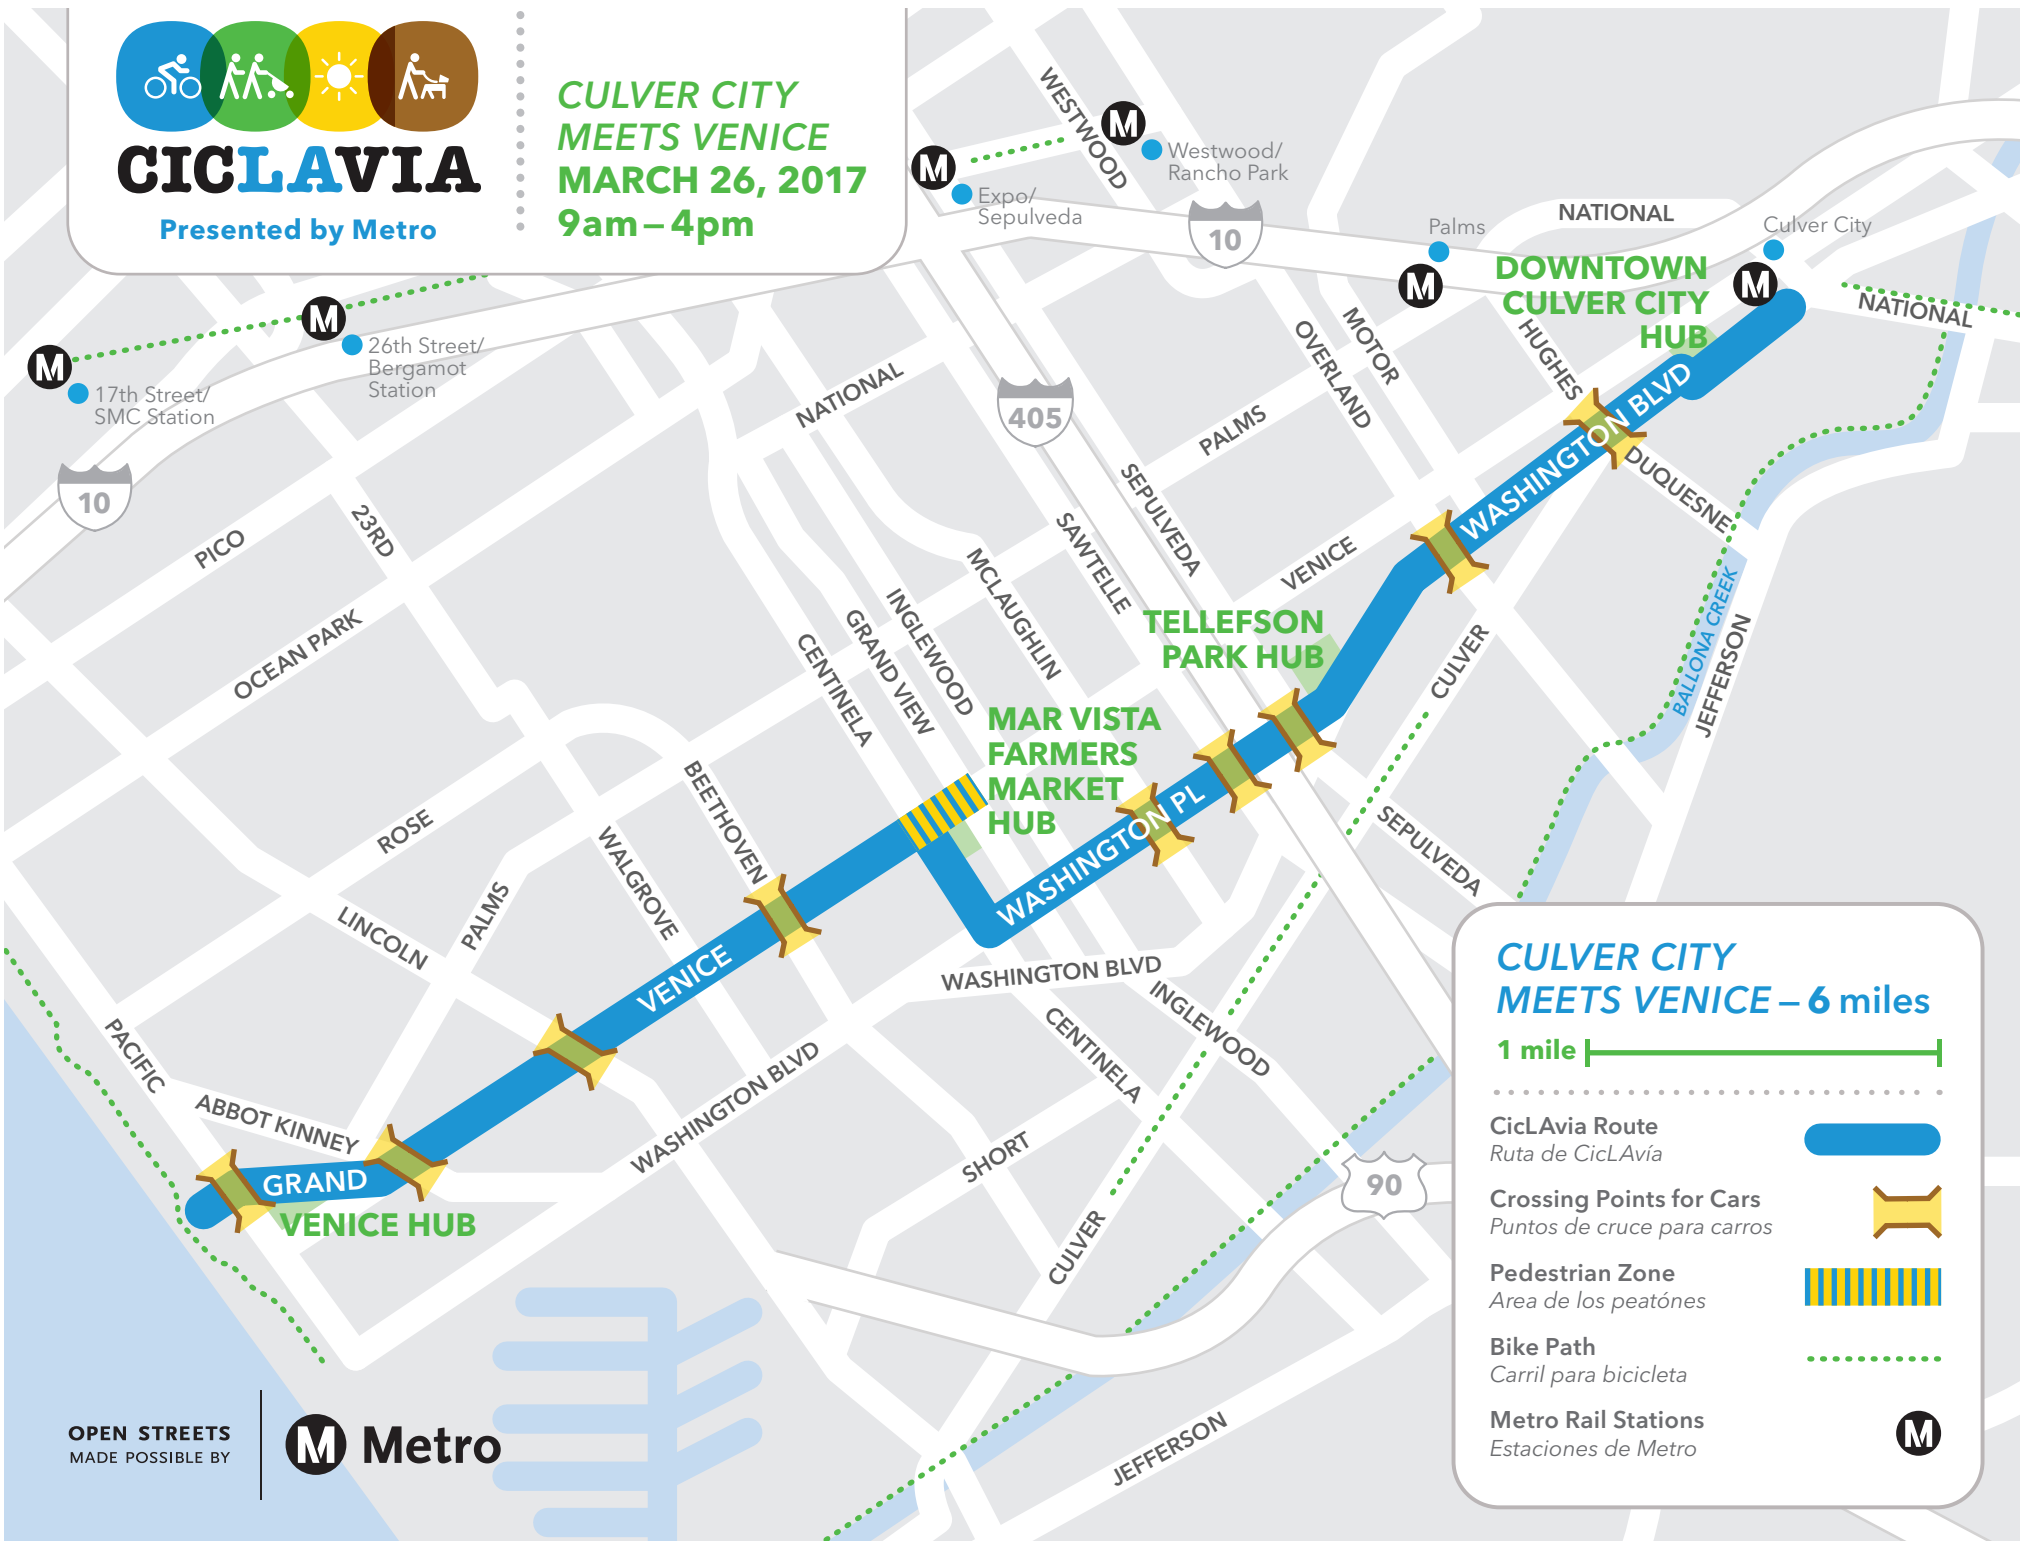 CICLAVIA
Presented by Metro
CULVER CITY
MEETS VENICE
MARCH 26, 2017
9am – 4pm
WESTWOOD
M
Westwood/
Rancho Park
M
Expo/
Sepulveda
10
NATIONAL
Palms
M
Culver City
M
DOWNTOWN
CULVER CITY
HUB
NATIONAL
M
26th Street/
Bergamot
Station
M
17th Street/
SMC Station
10
405
NATIONAL
OVERLAND
MOTOR
HUGHES
PALMS
WASHINGTON BLVD
DUQUESNE
PICO
23RD
SEPULVEDA
SAWTELLE
MCLAUGHLIN
VENICE
OCEAN PARK
INGLEWOOD
GRAND VIEW
CENTINELA
TELLEFSON
PARK HUB
CULVER
BALLONA CREEK
JEFFERSON
MAR VISTA
FARMERS
MARKET
HUB
BEETHOVEN
ROSE
WALGROVE
PALMS
LINCOLN
WASHINGTON PL
SEPULVEDA
VENICE
WASHINGTON BLVD
INGLEWOOD
CENTINELA
PACIFIC
ABBOT KINNEY
WASHINGTON BLVD
SHORT
GRAND
VENICE HUB
CULVER
90
JEFFERSON
OPEN STREETS
MADE POSSIBLE BY
M Metro
CULVER CITY
MEETS VENICE – 6 miles
1 mile
CicLAvia Route
Ruta de CicLAvía
Crossing Points for Cars
Puntos de cruce para carros
Pedestrian Zone
Area de los peatónes
Bike Path
Carril para bicicleta
Metro Rail Stations
Estaciones de Metro
M